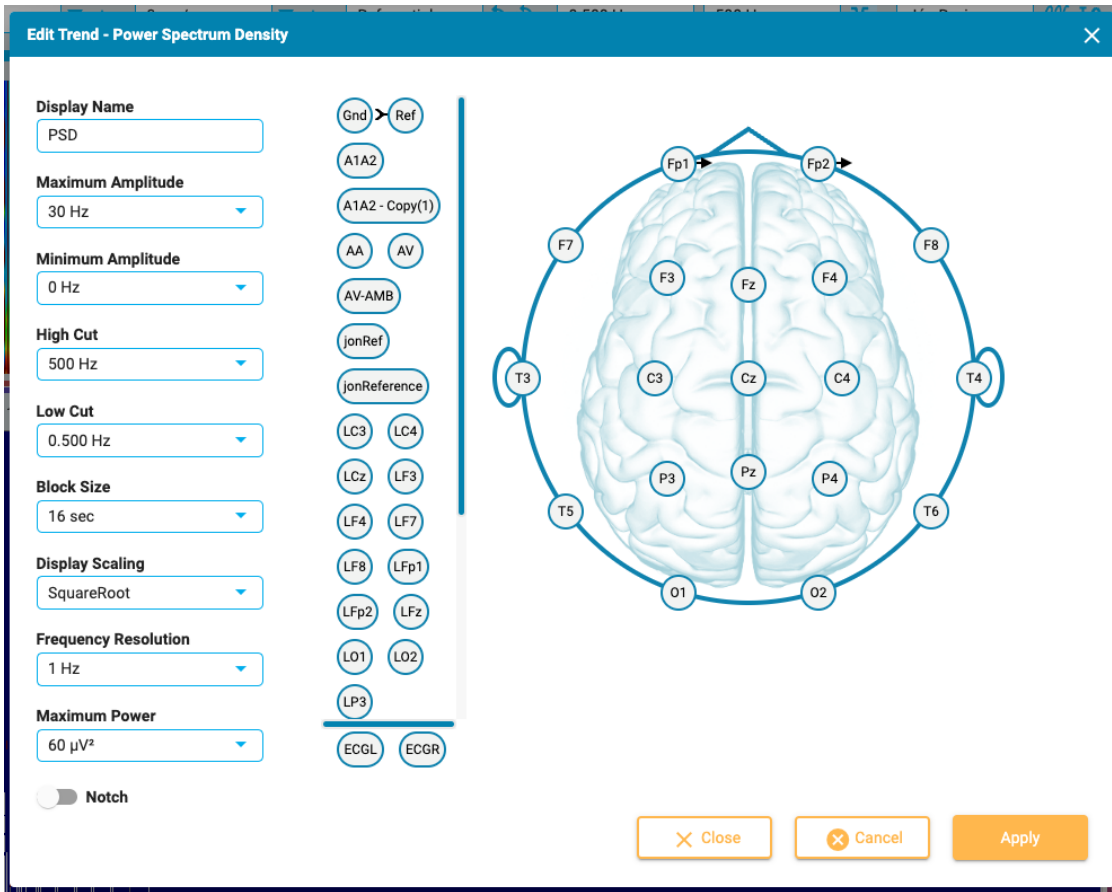 Edit Trend - Power Spectrum Density
Display Name
PSD
Maximum Amplitude
30 Hz
Minimum Amplitude
0 Hz
High Cut
500 Hz
Low Cut
0.500 Hz
Block Size
16 sec
Display Scaling
SquareRoot
Frequency Resolution
1 Hz
Maximum Power
60 µV²
Notch
Gnd Ref
A1A2
A1A2 - Copy(1)
AA AV
AV-AMB
jonRef
jonReference
LC3 LC4
LCz LF3
LF4 LF7
LF8 LFp1
LFp2 LFz
LO1 LO2
LP3
ECGL ECGR
Fp1 Fp2
F7 F8
F3 Fz F4
T3 C3 Cz C4 T4
P3 Pz P4
T5 T6
O1 O2
Close Cancel Apply